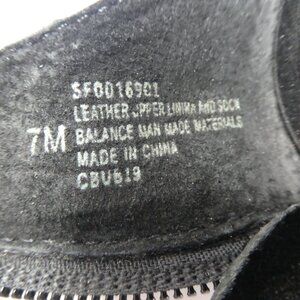 SF0016901
LEATHER UPPER LINING AND SOCK
7M BALANCE MAN MADE MATERIALS
MADE IN CHINA
CBU619